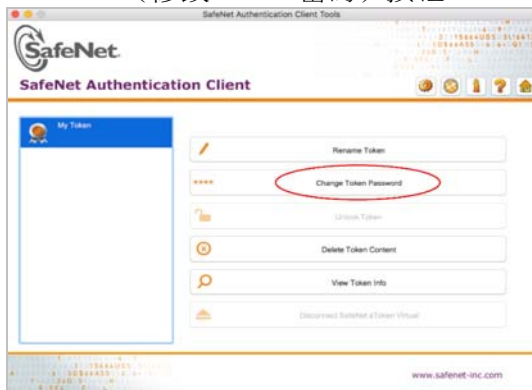 SafeNet Authentication Client Tools
SafeNet.
SafeNet Authentication Client
My Token
Rename Token
Change Token Password
Unlock Token
Delete Token Content
View Token Info
Disconnect SafeNet eToken Virtual
www.safenet-inc.com